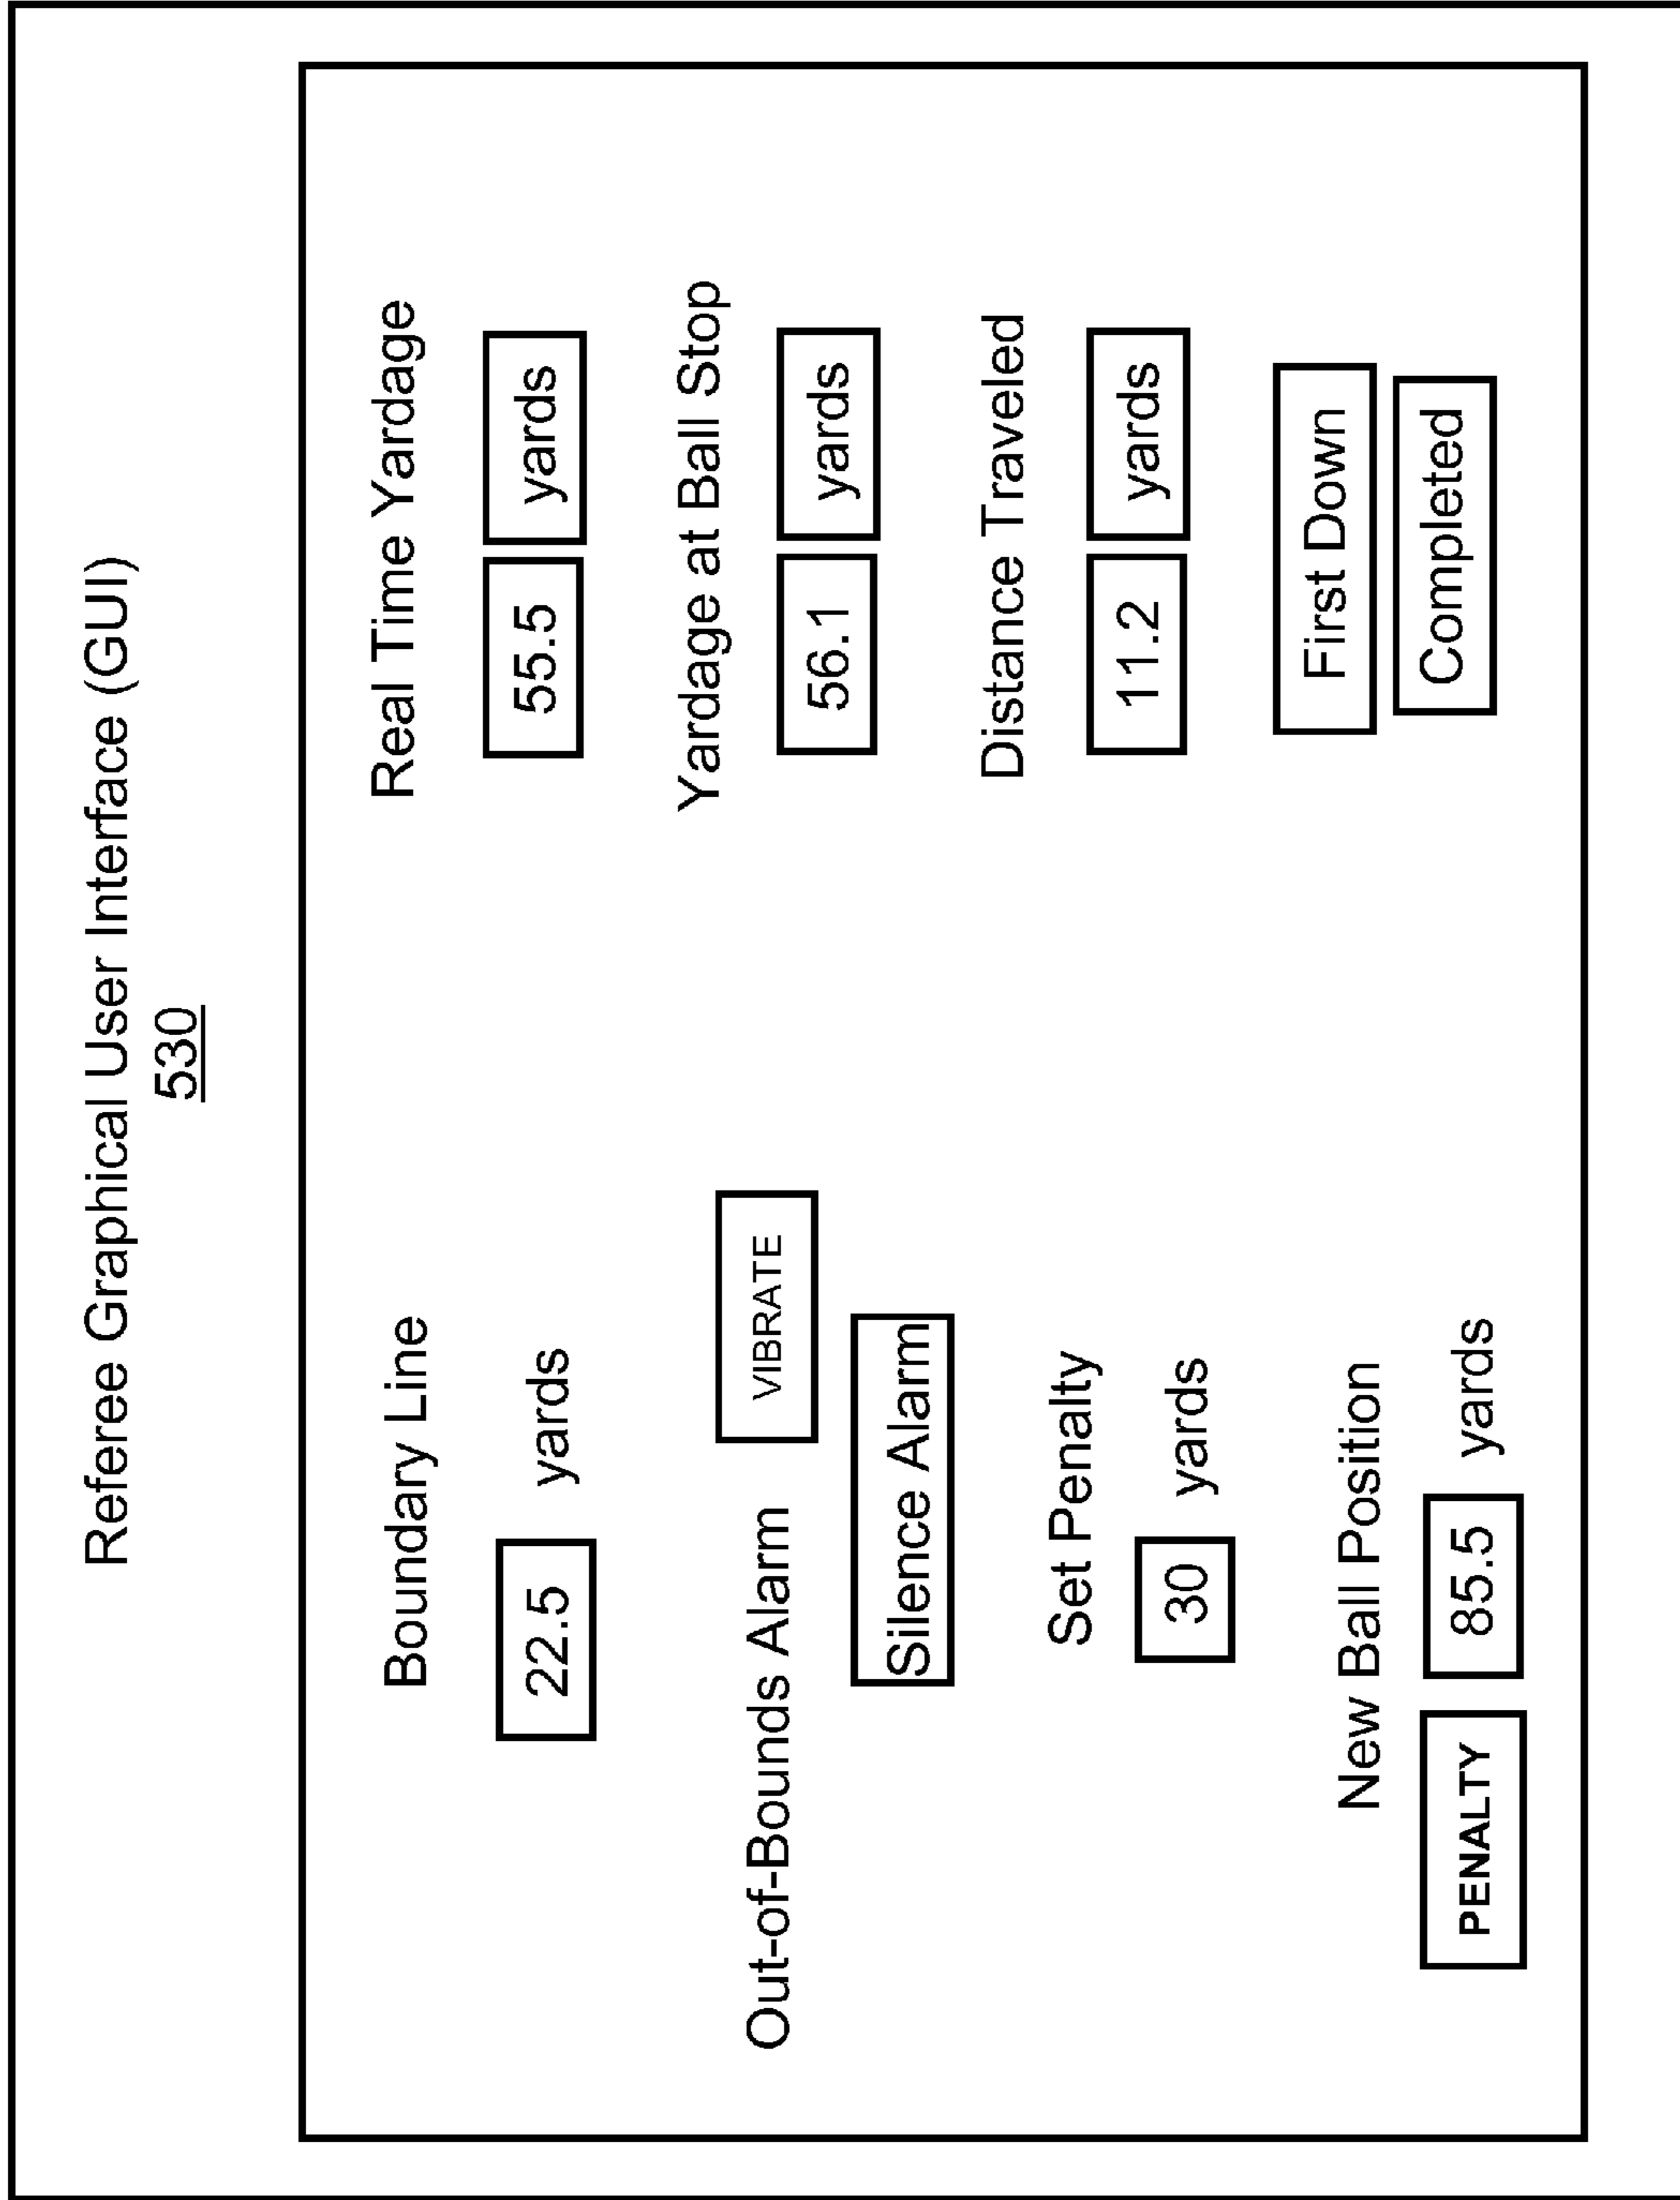 Referee Graphical User Interface (GUI)
530
Boundary Line
22.5 yards
Out-of-Bounds Alarm VIBRATE
Silence Alarm
Set Penalty
30 yards
New Ball Position
PENALTY 85.5 yards
Real Time Yardage
55.5 yards
Yardage at Ball Stop
56.1 yards
Distance Traveled
11.2 yards
First Down
Completed